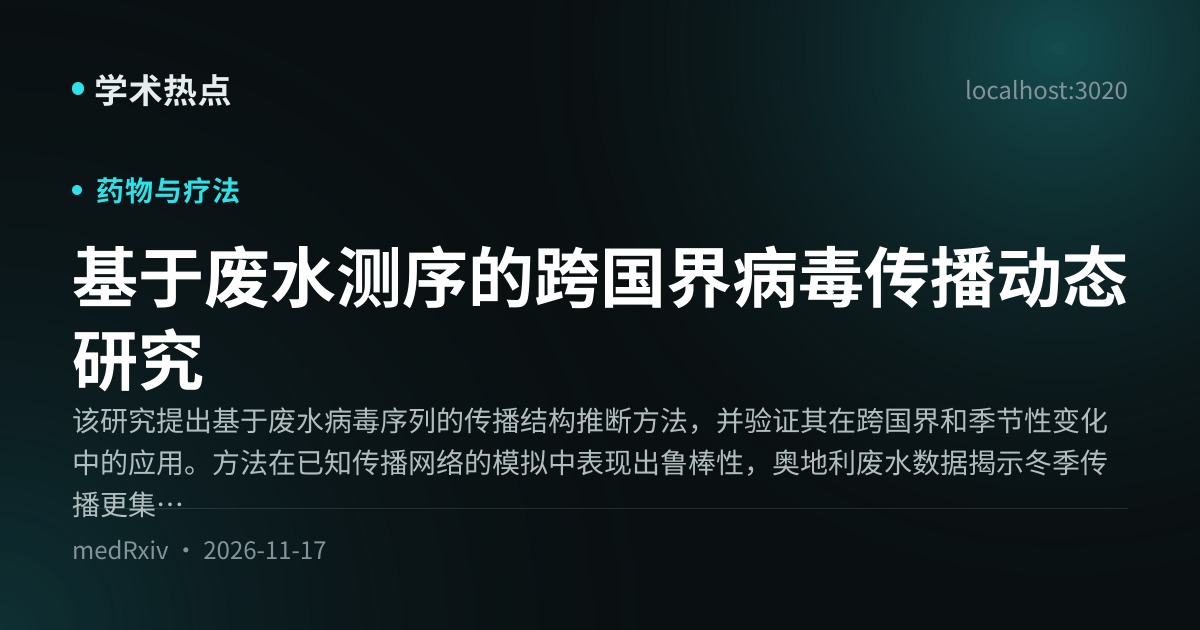 学术热点
localhost:3020
药物与疗法
基于废水测序的跨国界病毒传播动态
研究
该研究提出基于废水病毒序列的传播结构推断方法，并验证其在跨国界和季节性变化
中的应用。方法在已知传播网络的模拟中表现出鲁棒性，奥地利废水数据揭示冬季传
播更集…
medRxiv • 2026-11-17